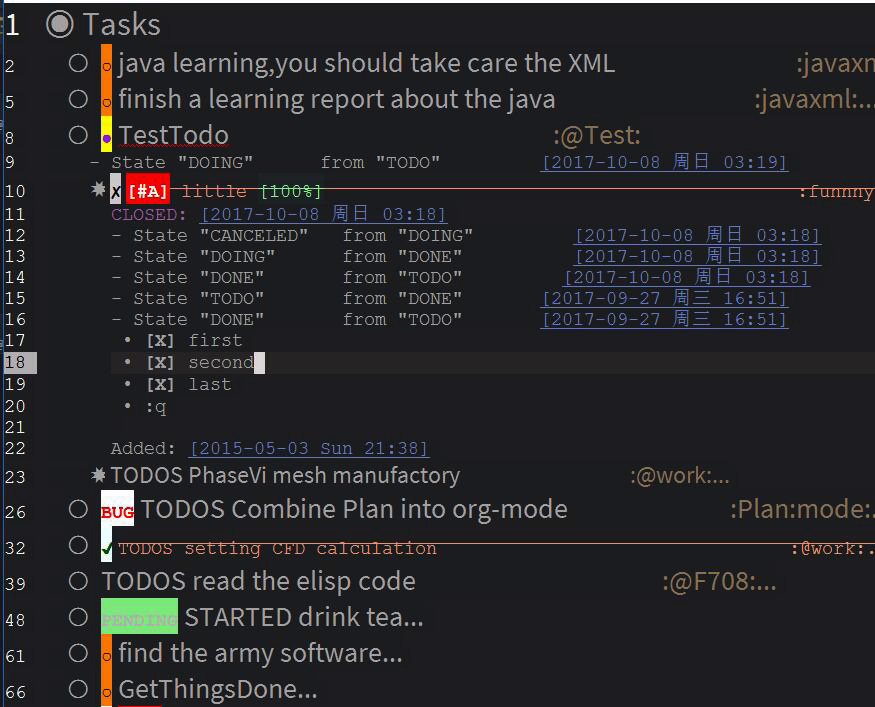 1 Tasks
2 java learning,you should take care the XML :javaxm
5 finish a learning report about the java :javaxml:...
8 TestTodo :@Test:
9 - State "DOING" from "TODO" [2017-10-08 周日 03:19]
10 ✗ [#A] little [100%] :funnny
11 CLOSED: [2017-10-08 周日 03:18]
12 - State "CANCELED" from "DOING" [2017-10-08 周日 03:18]
13 - State "DOING" from "DONE" [2017-10-08 周日 03:18]
14 - State "DONE" from "TODO" [2017-10-08 周日 03:18]
15 - State "TODO" from "DONE" [2017-09-27 周三 16:51]
16 - State "DONE" from "TODO" [2017-09-27 周三 16:51]
17 • [X] first
18 • [X] second
19 • [X] last
20 • :q
21
22 Added: [2015-05-03 Sun 21:38]
23 TODOS PhaseVi mesh manufactory :@work:...
26 BUG TODOS Combine Plan into org-mode :Plan:mode:.
32 ✓ TODOS setting CFD calculation :@work:.
39 TODOS read the elisp code :@F708:...
48 PENDING STARTED drink tea...
61 find the army software...
66 GetThingsDone...